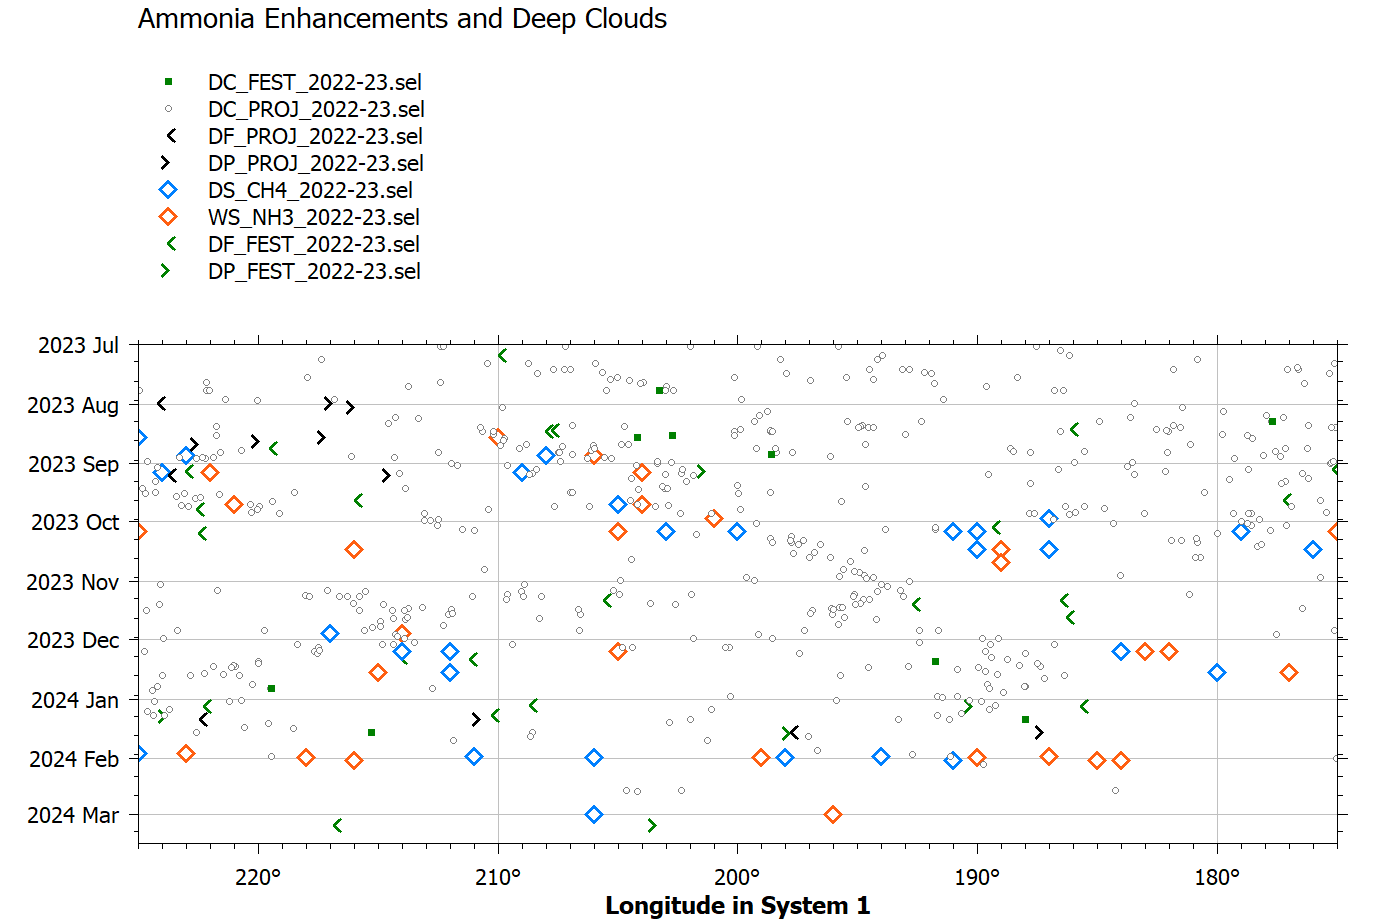 Ammonia Enhancements and Deep Clouds
DC_FEST_2022-23.sel
DC_PROJ_2022-23.sel
DF_PROJ_2022-23.sel
DP_PROJ_2022-23.sel
DS_CH4_2022-23.sel
WS_NH3_2022-23.sel
DF_FEST_2022-23.sel
DP_FEST_2022-23.sel
2023 Jul
2023 Aug
2023 Sep
2023 Oct
2023 Nov
2023 Dec
2024 Jan
2024 Feb
2024 Mar
220° 210° 200° 190° 180°
Longitude in System 1